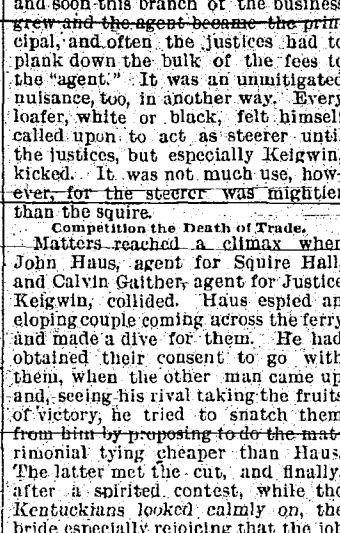 and soon this branch of the business
grew and the agent became the prin
cipal, and often the justices had to
plank down the bulk of the fees to
the "agent." It was an unmitigated
nuisance, too, in another way. Every
loafer, white or black, felt himself
called upon to act as steerer until
the justices, but especially Keigwin,
kicked. It was not much use, how-
ever, for the steerer was mightier
than the squire.
Competition the Death of Trade.
Matters reached a climax when
John Haus, agent for Squire Hall
and Calvin Gaither, agent for Justice
Keigwin, collided. Haus espied an
eloping couple coming across the ferry
and made a dive for them. He had
obtained their consent to go with
them, when the other man came up
and, seeing his rival taking the fruits
of victory, he tried to snatch them
from him by proposing to do the mat-
rimonial tying cheaper than Haus.
The latter met the cut, and finally
after a spirited contest, while the
Kentuckians looked calmly on, the
bride especially rejoicing that the job